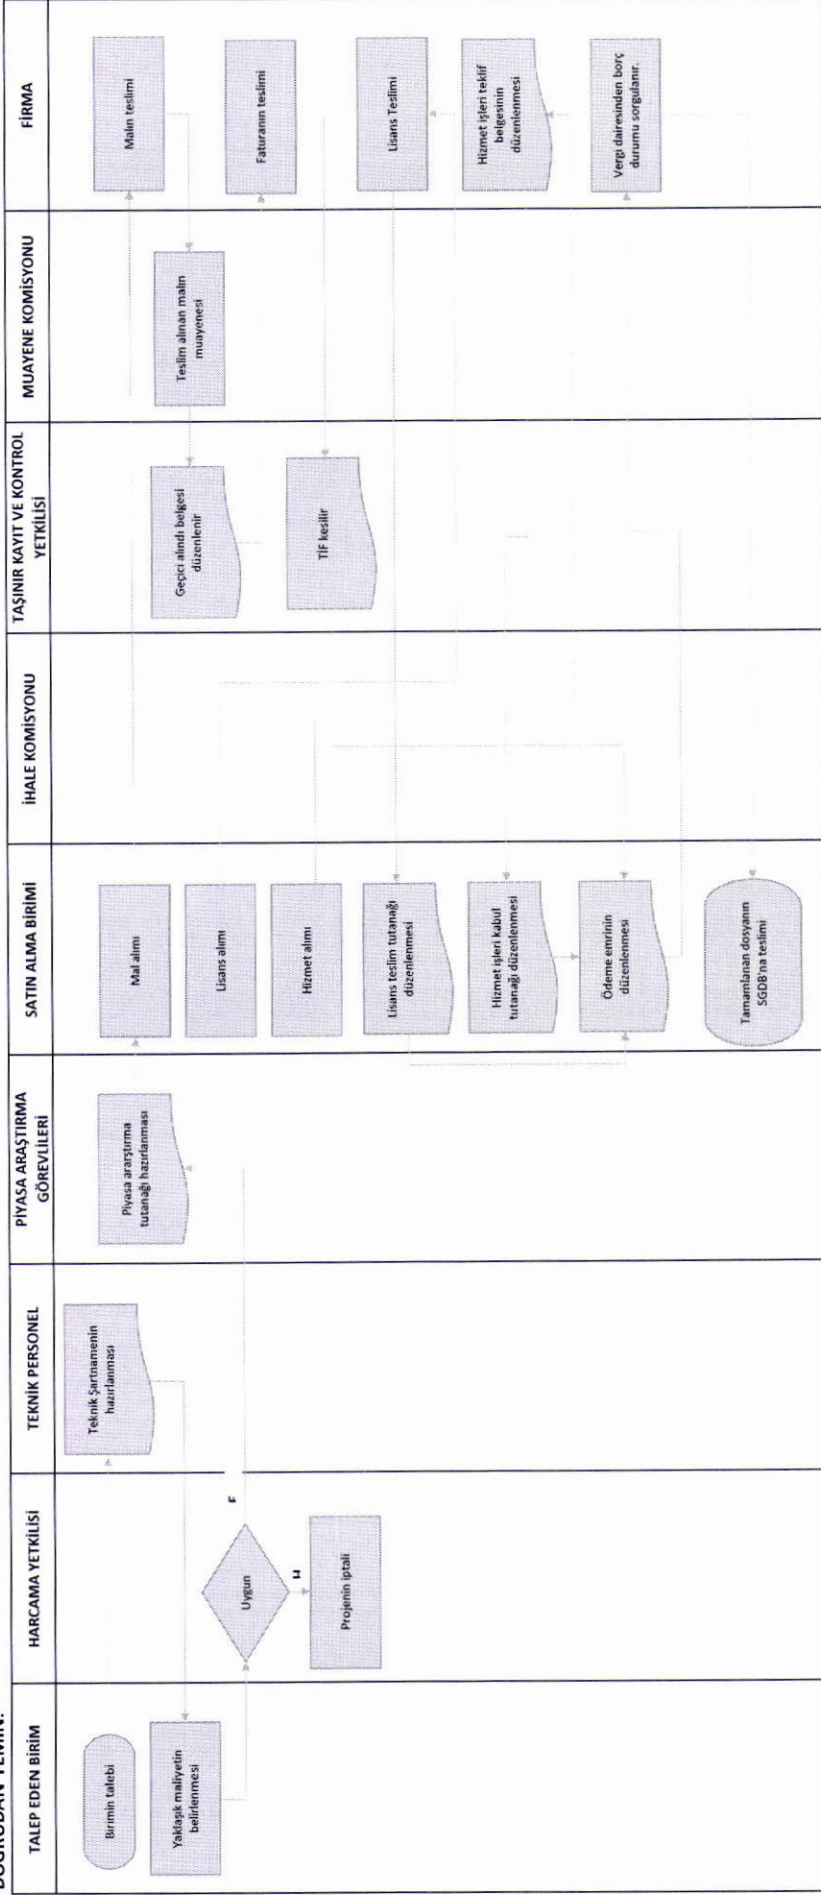 DOĞRUDAN TEMİN:
TALEP EDEN BİRİM
HARCAMA YETKİLİSİ
TEKNİK PERSONEL
PİYASA ARAŞTIRMA
GÖREVLİLERİ
SATIN ALMA BİRİMİ
İHALE KOMİSYONU
TAŞINIR KAYIT VE KONTROL
YETKİLİSİ
MUAYENE KOMİSYONU
FİRMA
Birimin talebi
Yaklaşık maliyetin
belirlenmesi
Uygun
E
H
Projenin iptali
Teknik Şartnamenin
hazırlanması
Piyasa ararştırma
tutanağı hazırlanması
Mal alımı
Lisans alımı
Hizmet alımı
Lisans teslim tutanağı
düzenlenmesi
Hizmet işleri kabul
tutanağı düzenlenmesi
Ödeme emrinin
düzenlenmesi
Tamamlanan dosyanın
SGDB'na teslimi
Geçici alındı belgesi
düzenlenir
TİF kesilir
Teslim alınan malın
muayenesi
Malın teslimi
Faturanın teslimi
Lisans Teslimi
Hizmet işleri teklif
belgesinin
düzenlenmesi
Vergi dairesinden borç
durumu sorgulanır.